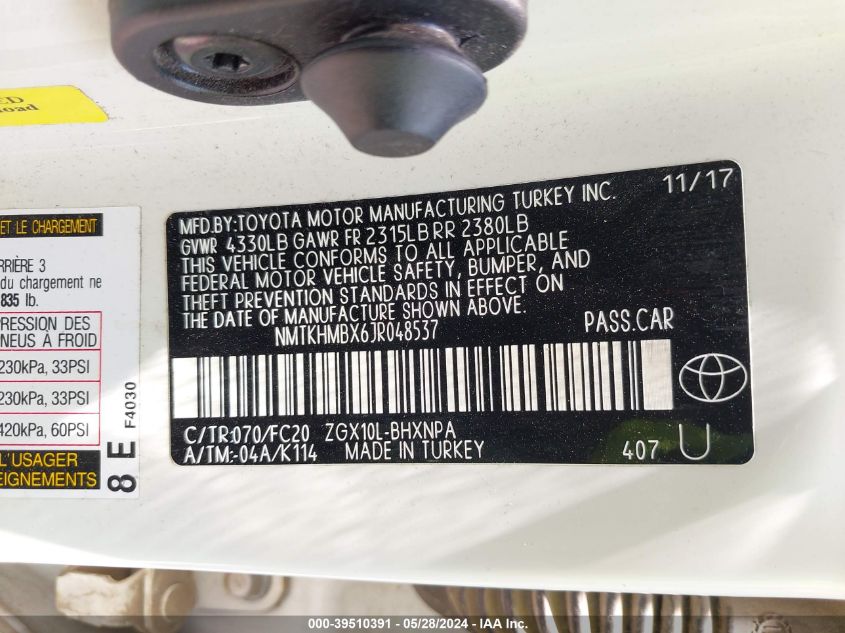 ED
oad
ET LE CHARGEMENT
RRIÈRE 3
du chargement ne
835 lb.
MPRESSION DES
NEUS À FROID
230kPa, 33PSI
230kPa, 33PSI
420kPa, 60PSI
L'USAGER
EIGNEMENTS
8 E F4030
MFD.BY:TOYOTA MOTOR MANUFACTURING TURKEY INC. 11/17
GVWR 4330LB GAWR FR 2315LB RR 2380LB
THIS VEHICLE CONFORMS TO ALL APPLICABLE
FEDERAL MOTOR VEHICLE SAFETY, BUMPER, AND
THEFT PREVENTION STANDARDS IN EFFECT ON
THE DATE OF MANUFACTURE SHOWN ABOVE.
NMTKHMBX6JR048537 PASS.CAR
C/TR:070/FC20 ZGX10L-BHXNPA
A/TM:-04A/K114 MADE IN TURKEY 407 U
000-39510391 - 05/28/2024 - IAA Inc.